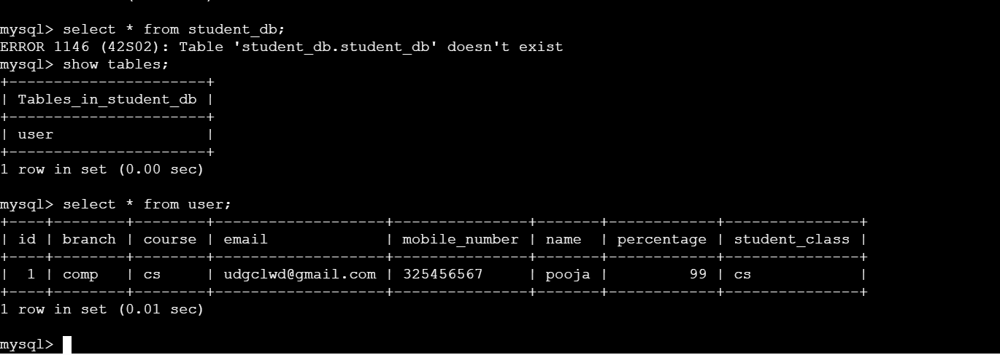 mysql> select * from student_db;
ERROR 1146 (42S02): Table 'student_db.student_db' doesn't exist
mysql> show tables;
+----------------------+
| Tables_in_student_db |
+----------------------+
| user                 |
+----------------------+
1 row in set (0.00 sec)
mysql> select * from user;
+----+--------+--------+-------------------+---------------+-------+------------+---------------+
| id | branch | course | email             | mobile_number | name  | percentage | student_class |
+----+--------+--------+-------------------+---------------+-------+------------+---------------+
|  1 | comp   | cs     | udgclwd@gmail.com | 325456567     | pooja |         99 | cs            |
+----+--------+--------+-------------------+---------------+-------+------------+---------------+
1 row in set (0.01 sec)
mysql>